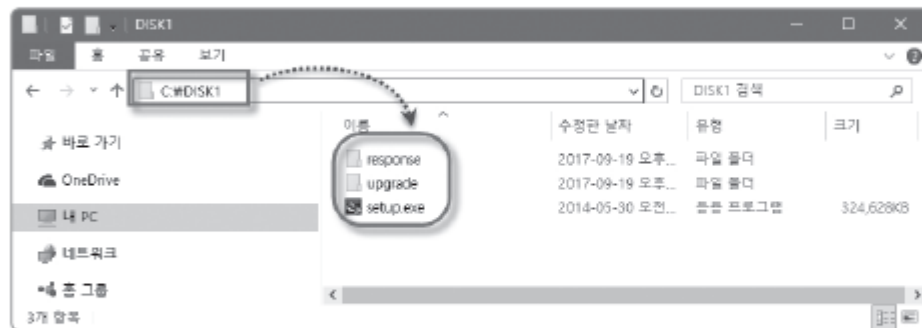 DISK1
파일 홈 공유 보기
C:\DISK1 DISK1 검색
이름 수정한 날짜 유형 크기
바로 가기
response 2017-09-19 오후... 파일 폴더
OneDrive
upgrade 2017-09-19 오후... 파일 폴더
내 PC
setup.exe 2014-05-30 오전... 응용 프로그램 324,628KB
네트워크
홈 그룹
3개 항목